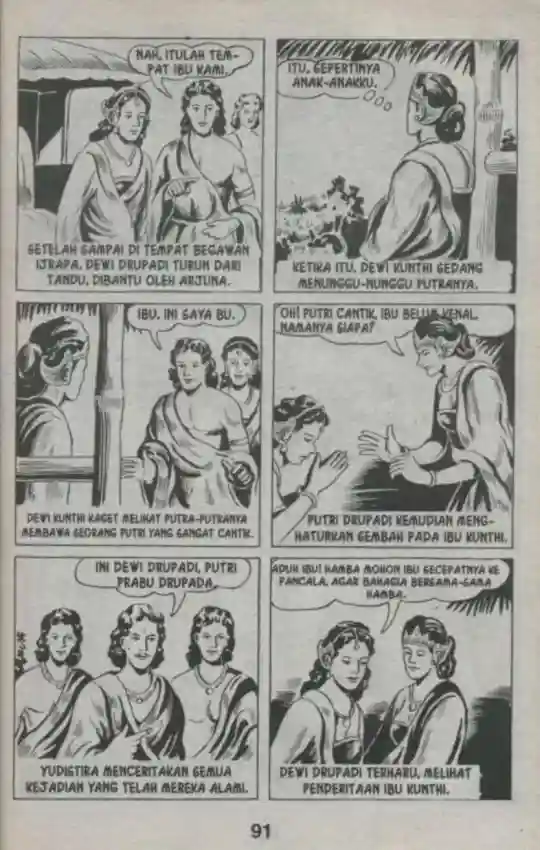 NAH, ITULAH TEM-
PAT IBU KAMI.
SETELAH SAMPAI DI TEMPAT BEGAWAN
IJRAPA, DEWI DRUPADI TURUN DARI
TANDU, DIBANTU OLEH ARJUNA.
ITU, SEPERTINYA
ANAK-ANAKKU.
KETIKA ITU, DEWI KUNTHI SEDANG
MENUNGGU-NUNGGU PUTRANYA.
IBU, INI SAYA BU.
DEWI KUNTHI KAGET MELIHAT PUTRA-PUTRANYA
MEMBAWA SEORANG PUTRI YANG SANGAT CANTIK.
OH! PUTRI CANTIK, IBU BELUM KENAL,
NAMANYA SIAPA?
PUTRI DRUPADI KEMUDIAN MENG-
HATURKAN SEMBAH PADA IBU KUNTHI.
INI DEWI DRUPADI, PUTRI
PRABU DRUPADA.
YUDISTIRA MENCERITAKAN SEMUA
KEJADIAN YANG TELAH MEREKA ALAMI.
ADUH IBU! HAMBA MOHON IBU SECEPATNYA KE
PANCALA, AGAR BAHAGIA BERSAMA-SAMA
HAMBA.
DEWI DRUPADI TERHARU, MELIHAT
PENDERITAAN IBU KUNTHI.
91